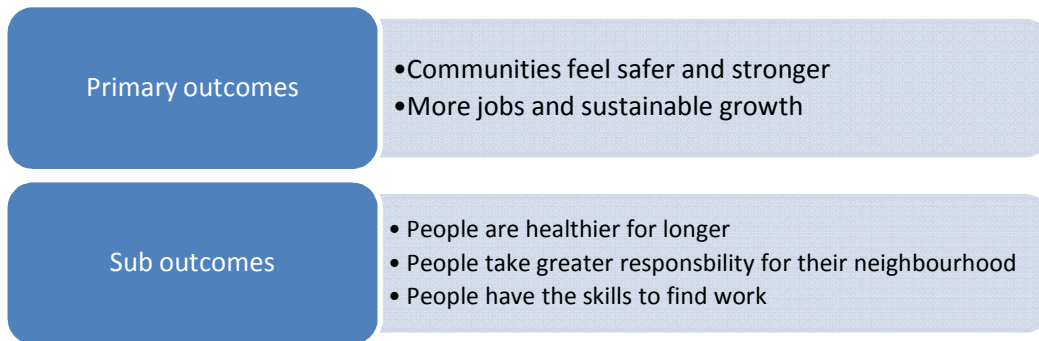 Primary outcomes
•Communities feel safer and stronger
•More jobs and sustainable growth
Sub outcomes
• People are healthier for longer
• People take greater responsbility for their neighbourhood
• People have the skills to find work